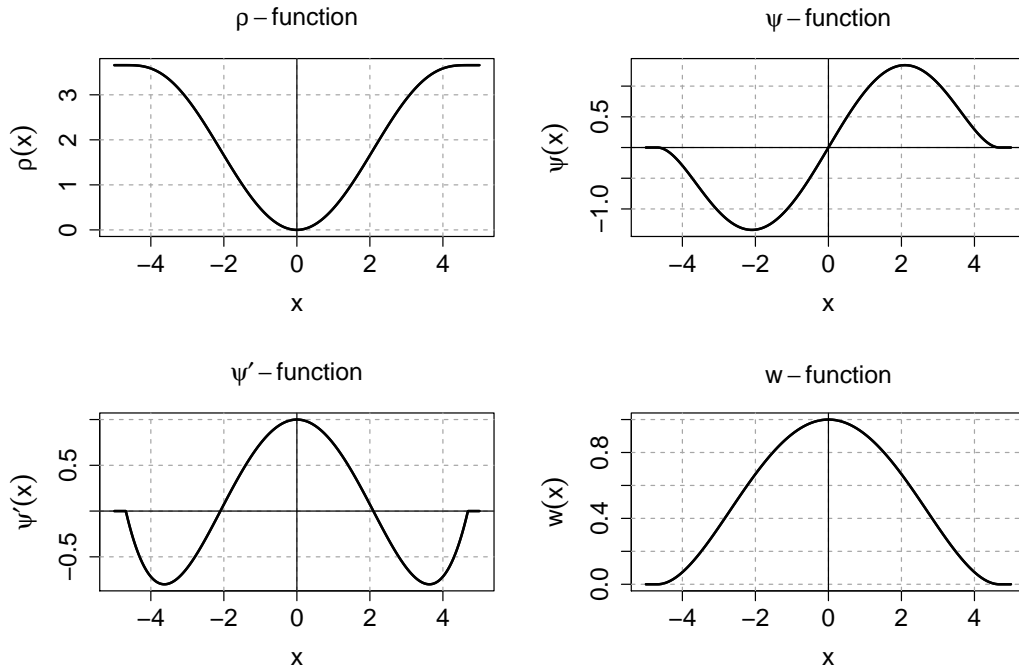 ρ − function
ρ(x)
3
2
1
0
−4 −2 0 2 4
x
ψ − function
ψ(x)
0.5
−1.0
−4 −2 0 2 4
x
ψ′ − function
ψ′(x)
0.5
−0.5
−4 −2 0 2 4
x
w − function
w(x)
0.8
0.4
0.0
−4 −2 0 2 4
x